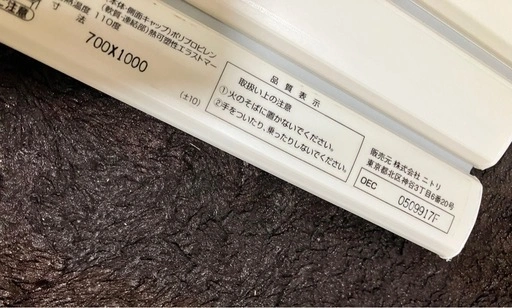 注意
本体・側面キャップ)ポリプロピレン
(軟質:連結部)熱可塑性エラストマー
熱温度 110度
寸 法
700X1000
(±10)
品質表示
取扱い上の注意
①火のそばに置かないでください。
②手をついたり、乗ったりしないでください。
販売元 株式会社 ニトリ
東京都北区神谷3丁目6番20号
OEC 0509917F